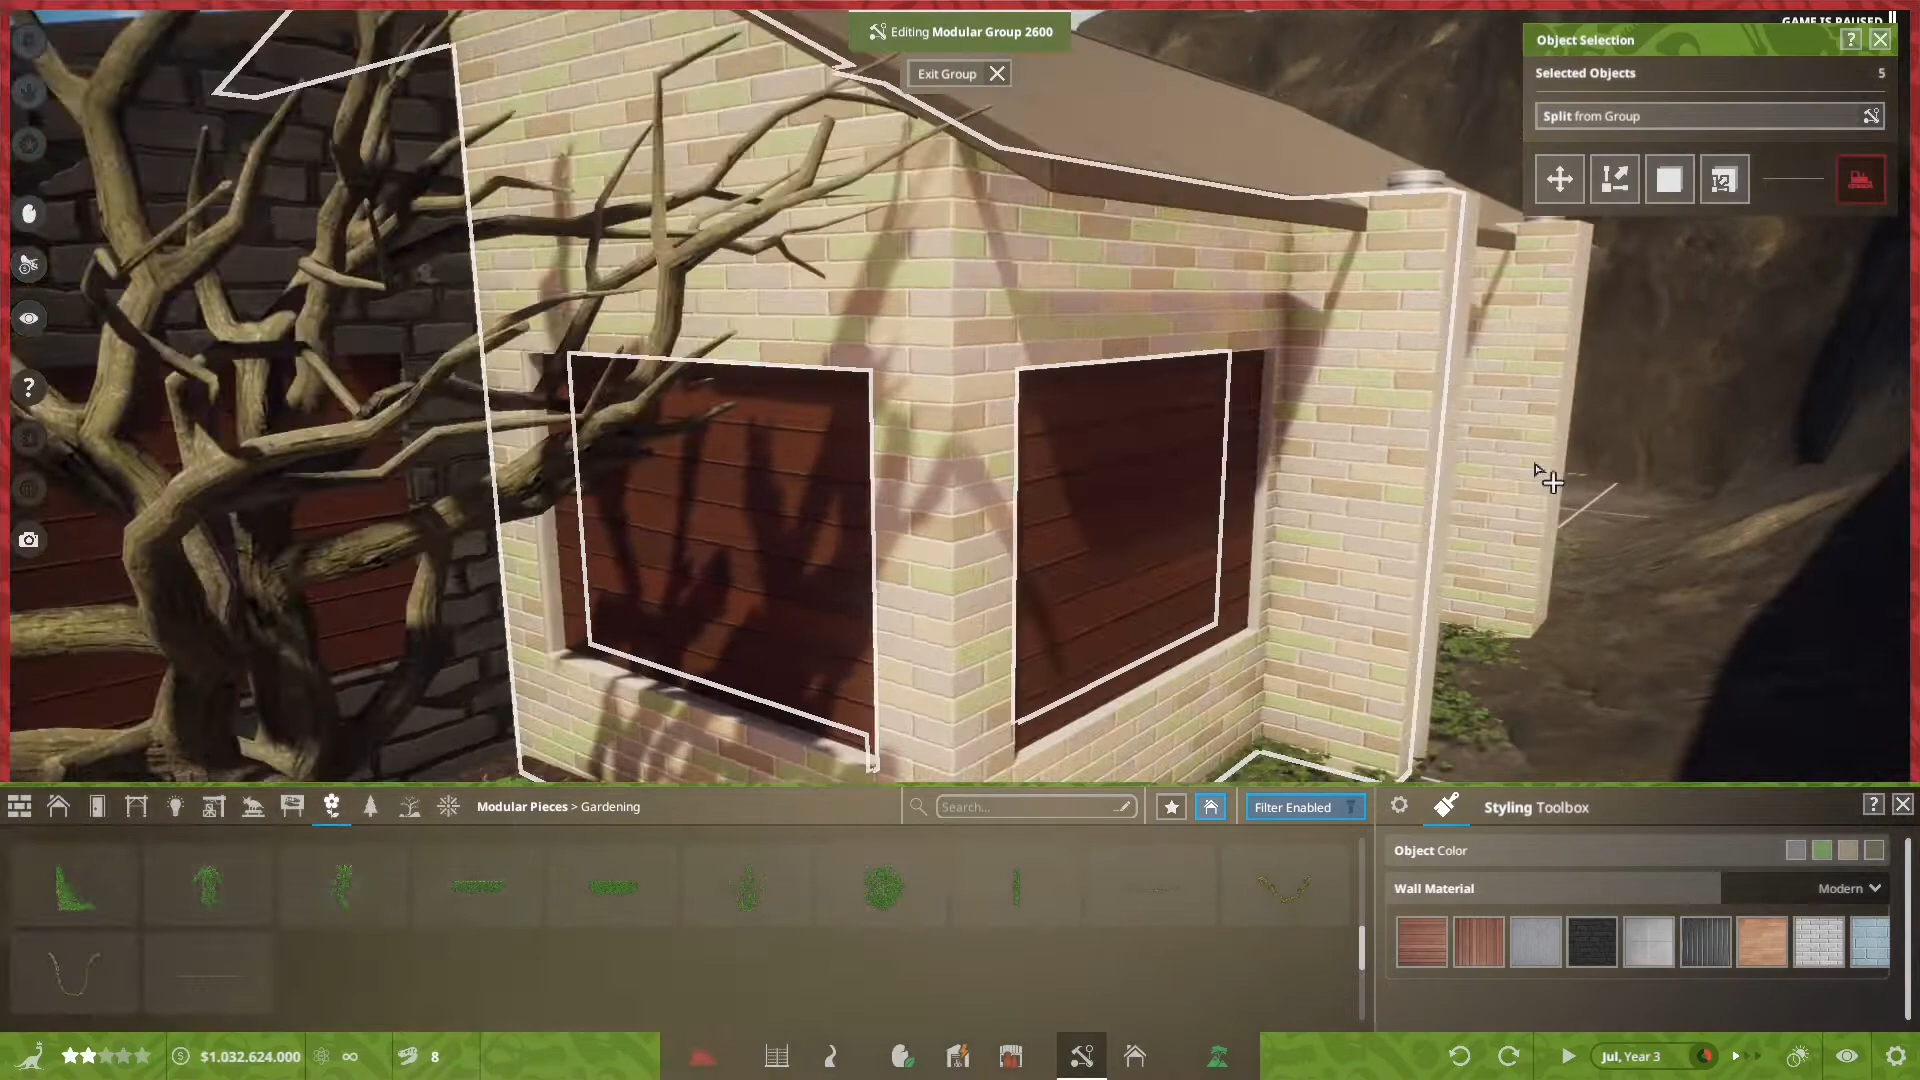 GAME IS PAUSED
Editing Modular Group 2600
Exit Group
Object Selection
?
Selected Objects 5
Split from Group
?
Modular Pieces > Gardening
Search...
Filter Enabled
Styling Toolbox
?
Object Color
Wall Material
Modern
$1.032.624.000
∞
8
Jul, Year 3